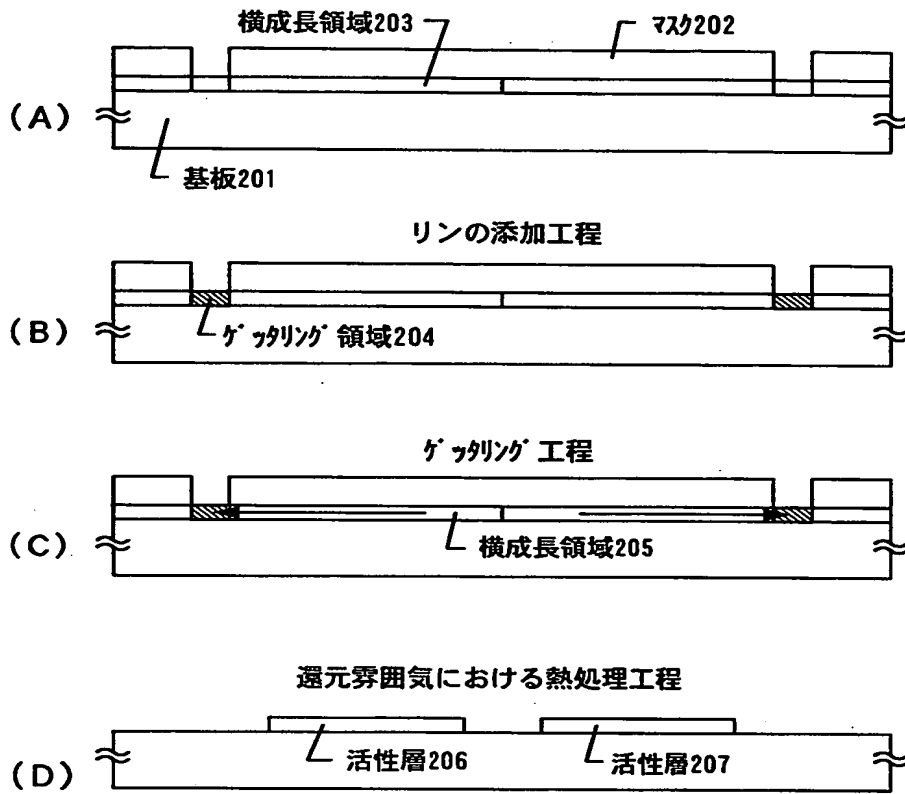 横成長領域203
マスク202
(A)
基板201
リンの添加工程
(B)
ゲッタリング領域204
ゲッタリング工程
(C)
横成長領域205
還元雰囲気における熱処理工程
(D)
活性層206
活性層207